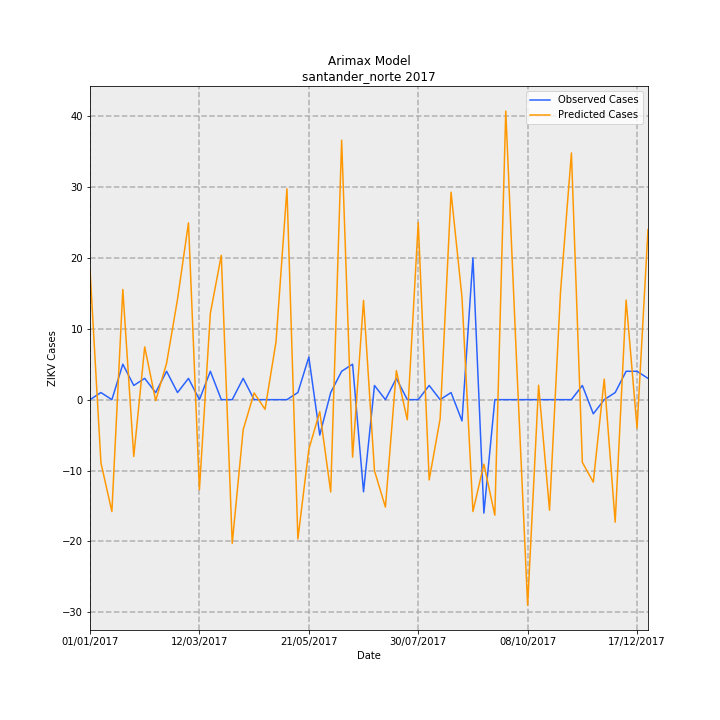 Arimax Model
santander_norte 2017
Observed Cases
Predicted Cases
ZIKV Cases
40
30
20
10
0
−10
−20
−30
01/01/2017 12/03/2017 21/05/2017 30/07/2017 08/10/2017 17/12/2017
Date